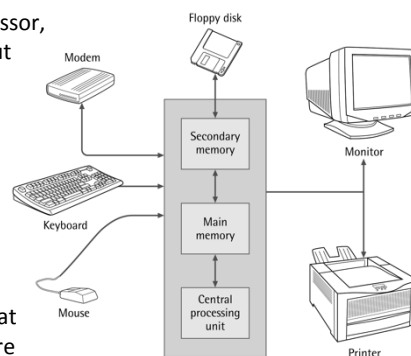 ssor,
ut
Floppy disk
Modem
Secondary
memory
Monitor
Keyboard
Main
memory
Mouse
Central
processing
unit
at
re
Printer